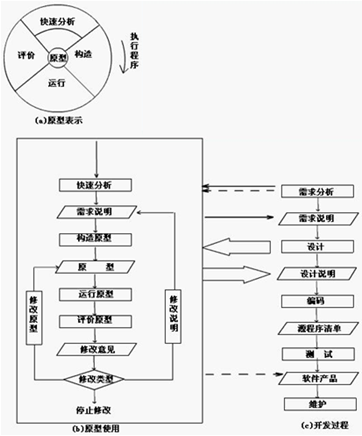 快速分析
评价
原型
构造
运行
执行程序
(a)原型表示
快速分析
需求说明
构造原型
原 型
运行原型
评价原型
修改意见
修改类型
停止修改
修改原型
修改说明
(b)原型使用
需求分析
需求说明
设计
设计说明
编码
源程序清单
测 试
软件产品
维护
(c)开发过程